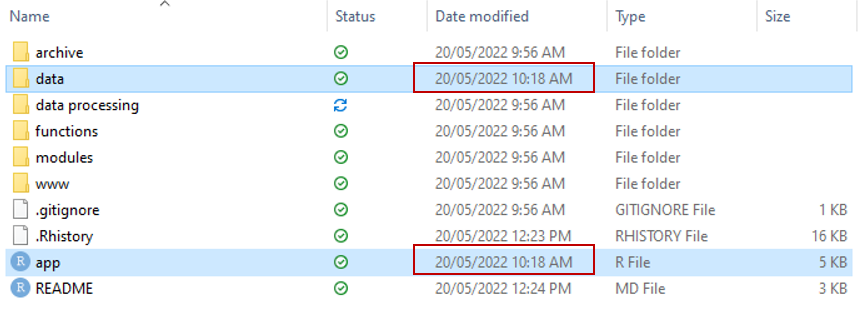 Name Status Date modified Type Size
archive 20/05/2022 9:56 AM File folder
data 20/05/2022 10:18 AM File folder
data processing 20/05/2022 9:56 AM File folder
functions 20/05/2022 9:56 AM File folder
modules 20/05/2022 9:56 AM File folder
www 20/05/2022 9:56 AM File folder
.gitignore 20/05/2022 9:56 AM GITIGNORE File 1 KB
.Rhistory 20/05/2022 12:23 PM RHISTORY File 16 KB
R app 20/05/2022 10:18 AM R File 5 KB
R README 20/05/2022 12:24 PM MD File 3 KB